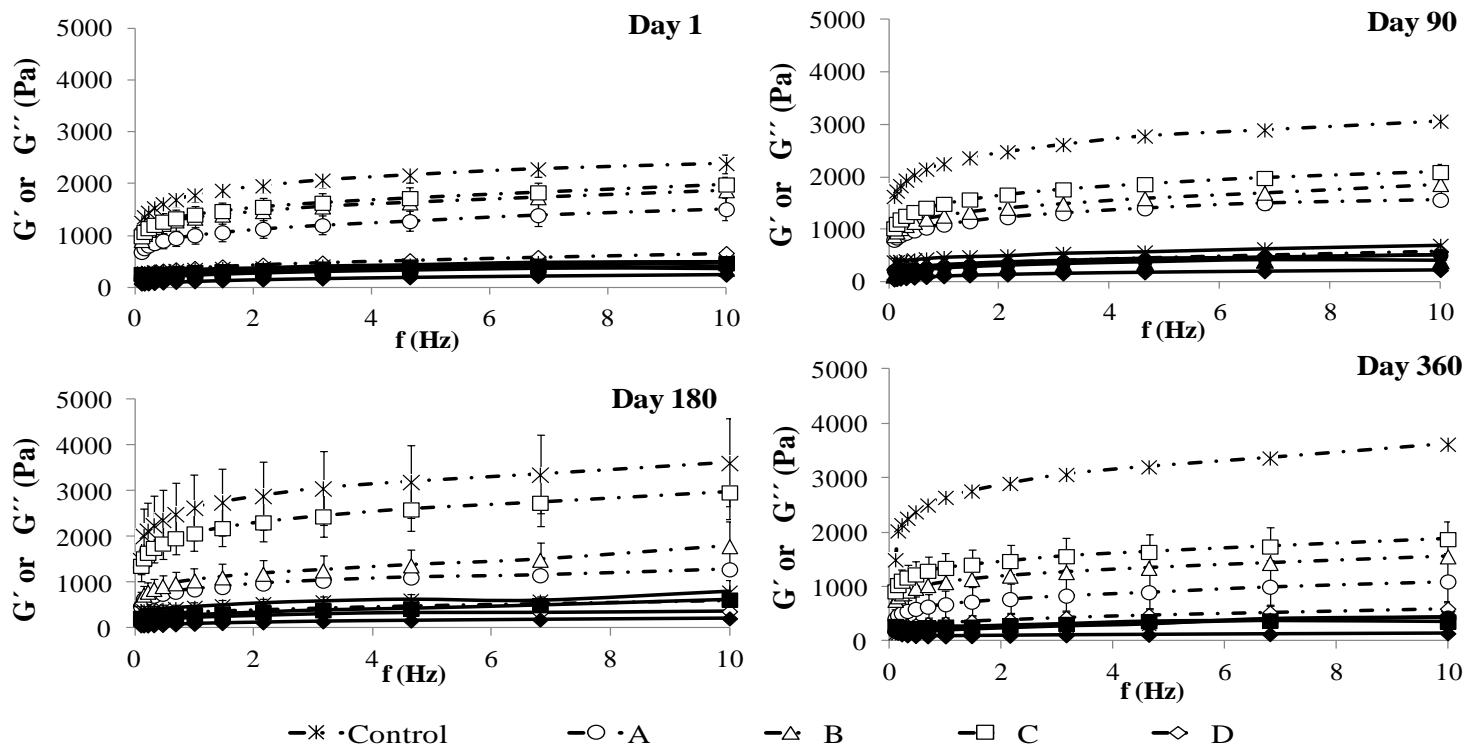 Day 1
5000
4000
3000
2000
1000
0
G´ or G´´ (Pa)
0 2 4 6 8 10
f (Hz)
Day 90
5000
4000
3000
2000
1000
0
G´ or G´´ (Pa)
0 2 4 6 8 10
f (Hz)
Day 180
5000
4000
3000
2000
1000
0
G´ or G´´ (Pa)
0 2 4 6 8 10
f (Hz)
Day 360
5000
4000
3000
2000
1000
0
G´ or G´´ (Pa)
0 2 4 6 8 10
f (Hz)
Control A B C D